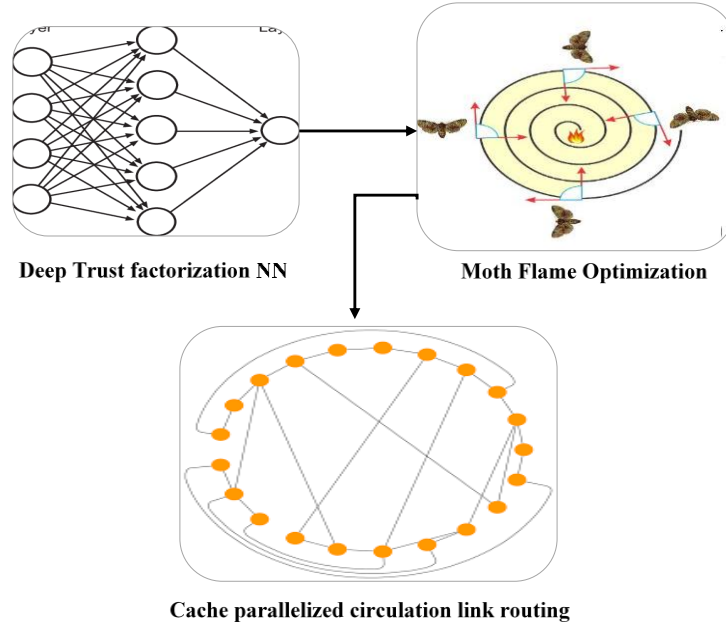 Deep Trust factorization NN
Moth Flame Optimization
Cache parallelized circulation link routing